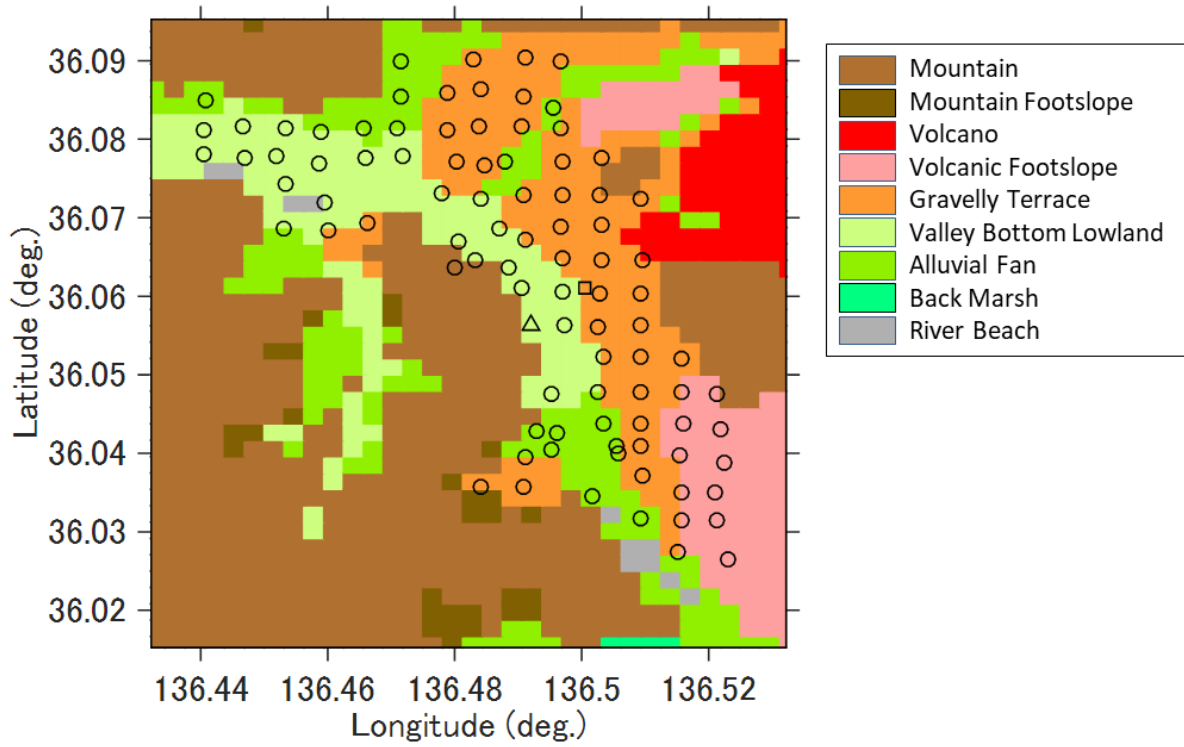 36.09
36.08
36.07
36.06
36.05
36.04
36.03
36.02
Latitude (deg.)
136.44 136.46 136.48 136.5 136.52
Longitude (deg.)
Mountain
Mountain Footslope
Volcano
Volcanic Footslope
Gravelly Terrace
Valley Bottom Lowland
Alluvial Fan
Back Marsh
River Beach